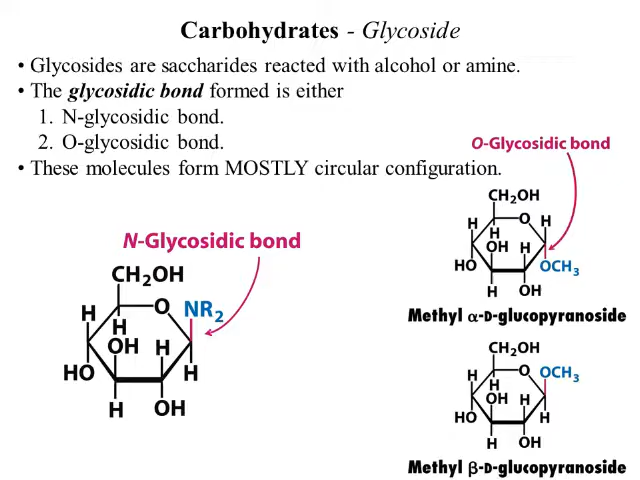 Carbohydrates - Glycoside
• Glycosides are saccharides reacted with alcohol or amine.
• The glycosidic bond formed is either
1. N-glycosidic bond.
2. O-glycosidic bond.
• These molecules form MOSTLY circular configuration.
O-Glycosidic bond
CH₂OH
O
H
H
H
OH
H
HO
OCH₃
H
OH
Methyl α-D-glucopyranoside
N-Glycosidic bond
CH₂OH
O
NR₂
H
H
OH
H
HO
H
H
OH
CH₂OH
O
OCH₃
H
H
OH
H
HO
H
H
OH
Methyl β-D-glucopyranoside